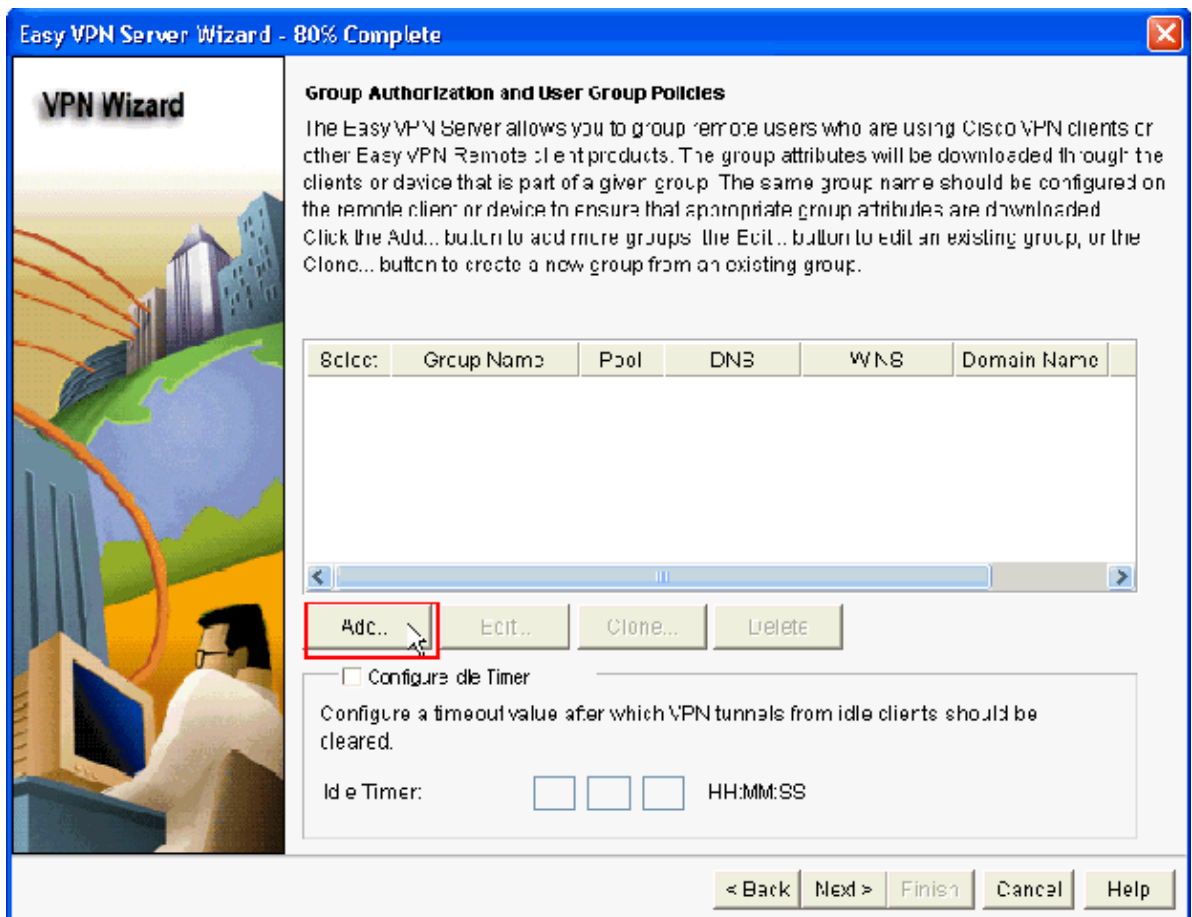 Easy VPN Server Wizard - 80% Complete
VPN Wizard
Group Authorization and User Group Policies
The Easy VPN Server allows you to group remote users who are using Cisco VPN clients or
other Easy VPN Remote client products. The group attributes will be downloaded through the
clients or device that is part of a given group. The same group name should be configured on
the remote client or device to ensure that appropriate group attributes are downloaded.
Click the Add... button to add more groups, the Edit... button to edit an existing group, or the
Clone... button to create a new group from an existing group.
Select Group Name Pool DNS WINS Domain Name
Add... Edit... Clone... Delete
Configure Idle Timer
Configure a timeout value after which VPN tunnels from idle clients should be
cleared.
Idle Timer: HH:MM:SS
< Back Next > Finish Cancel Help